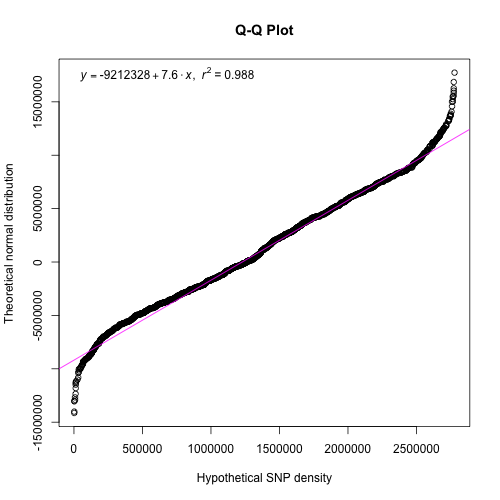 Q-Q Plot
y = -9212328 + 7.6 · x, r² = 0.988
Theoretical normal distribution
15000000
5000000
0
-5000000
-15000000
0
500000
1000000
1500000
2000000
2500000
Hypothetical SNP density